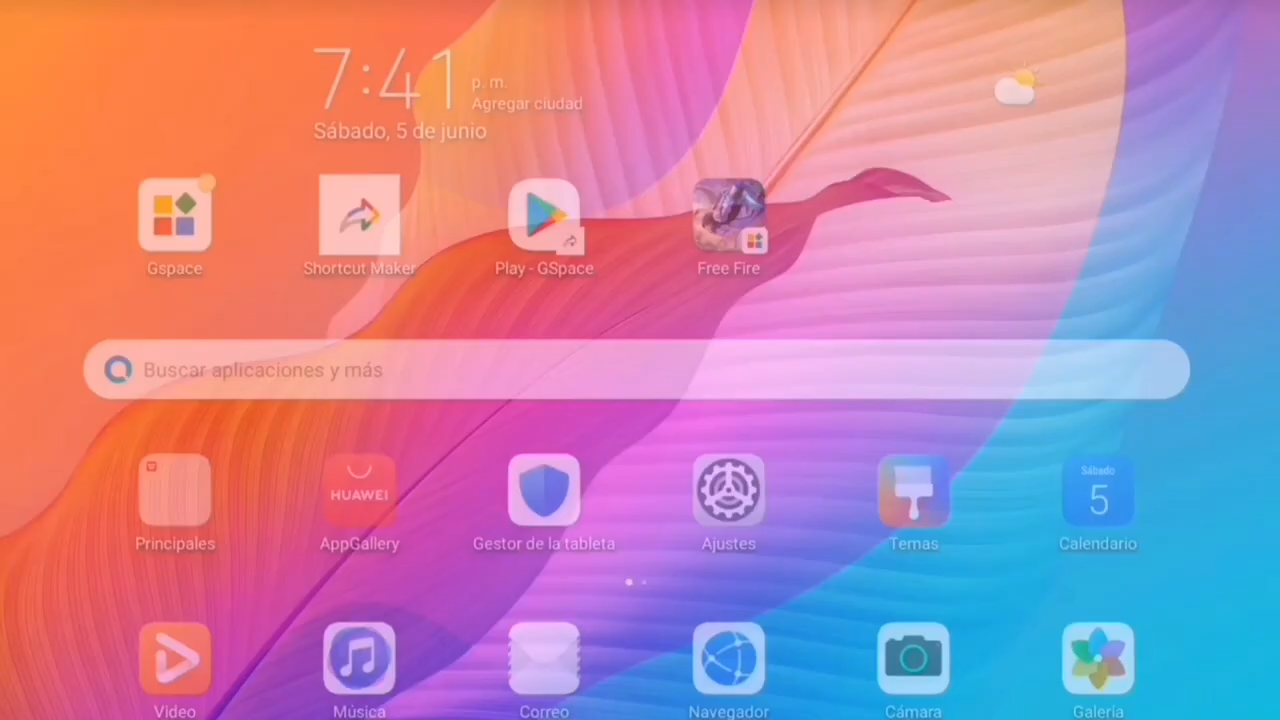 7:41 p. m.
Agregar ciudad
Sábado, 5 de junio
Gspace
Shortcut Maker
Play - GSpace
Free Fire
Buscar aplicaciones y más
HUAWEI
Sábado
5
Principales
AppGallery
Gestor de la tableta
Ajustes
Temas
Calendario
Video
Música
Correo
Navegador
Cámara
Galería